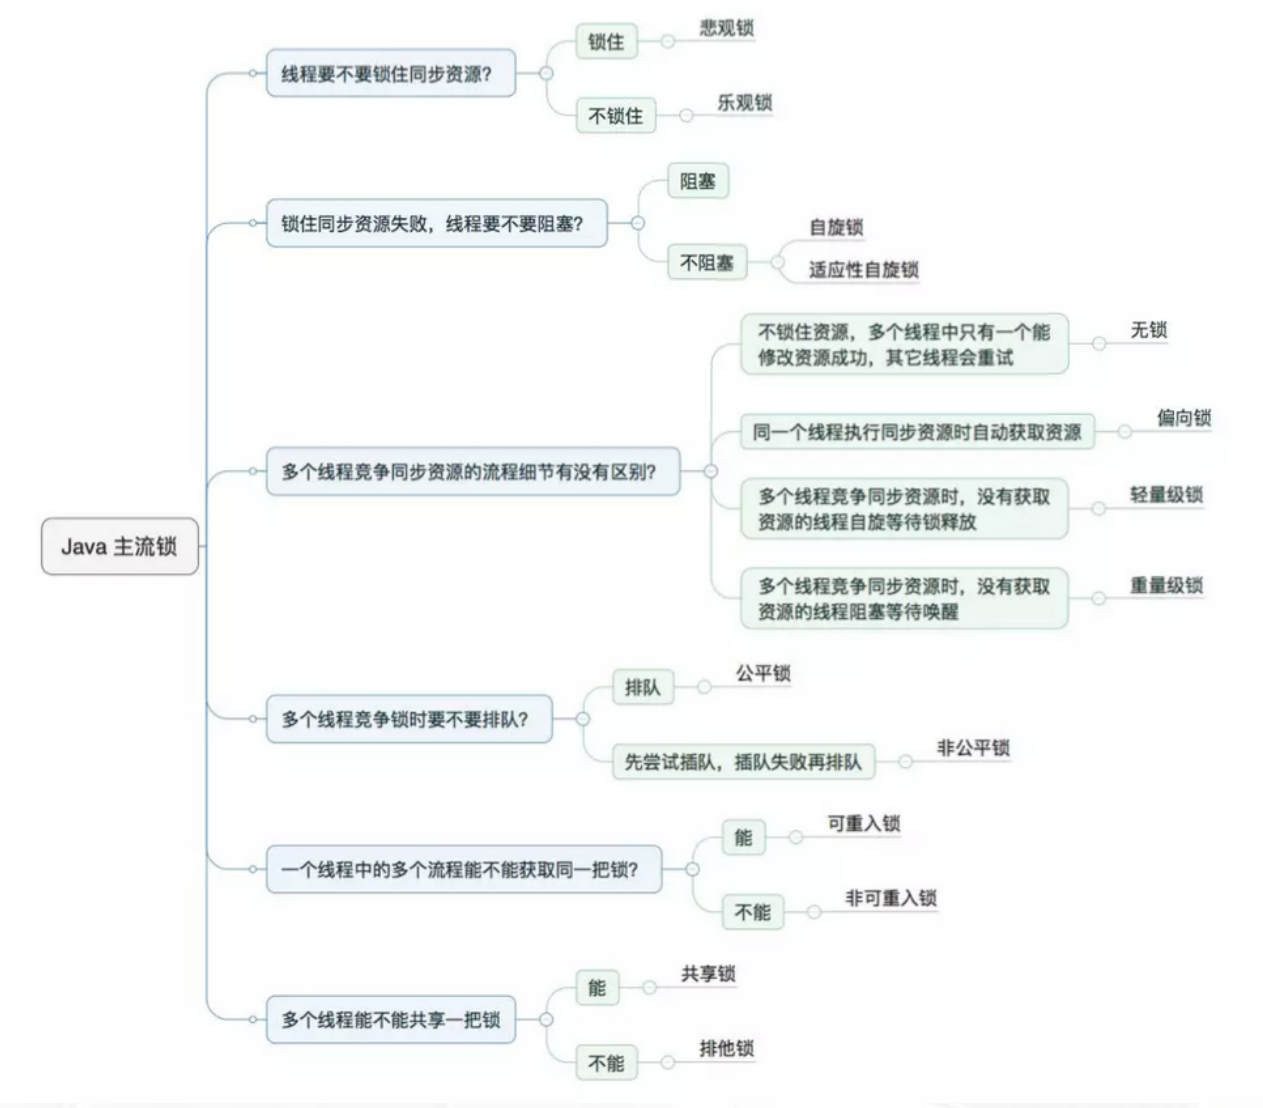 Java 主流锁
线程要不要锁住同步资源？
锁住
悲观锁
不锁住
乐观锁
锁住同步资源失败，线程要不要阻塞？
阻塞
不阻塞
自旋锁
适应性自旋锁
多个线程竞争同步资源的流程细节有没有区别？
不锁住资源，多个线程中只有一个能
修改资源成功，其它线程会重试
无锁
同一个线程执行同步资源时自动获取资源
偏向锁
多个线程竞争同步资源时，没有获取
资源的线程自旋等待锁释放
轻量级锁
多个线程竞争同步资源时，没有获取
资源的线程阻塞等待唤醒
重量级锁
多个线程竞争锁时要不要排队？
排队
公平锁
先尝试插队，插队失败再排队
非公平锁
一个线程中的多个流程能不能获取同一把锁？
能
可重入锁
不能
非可重入锁
多个线程能不能共享一把锁
能
共享锁
不能
排他锁